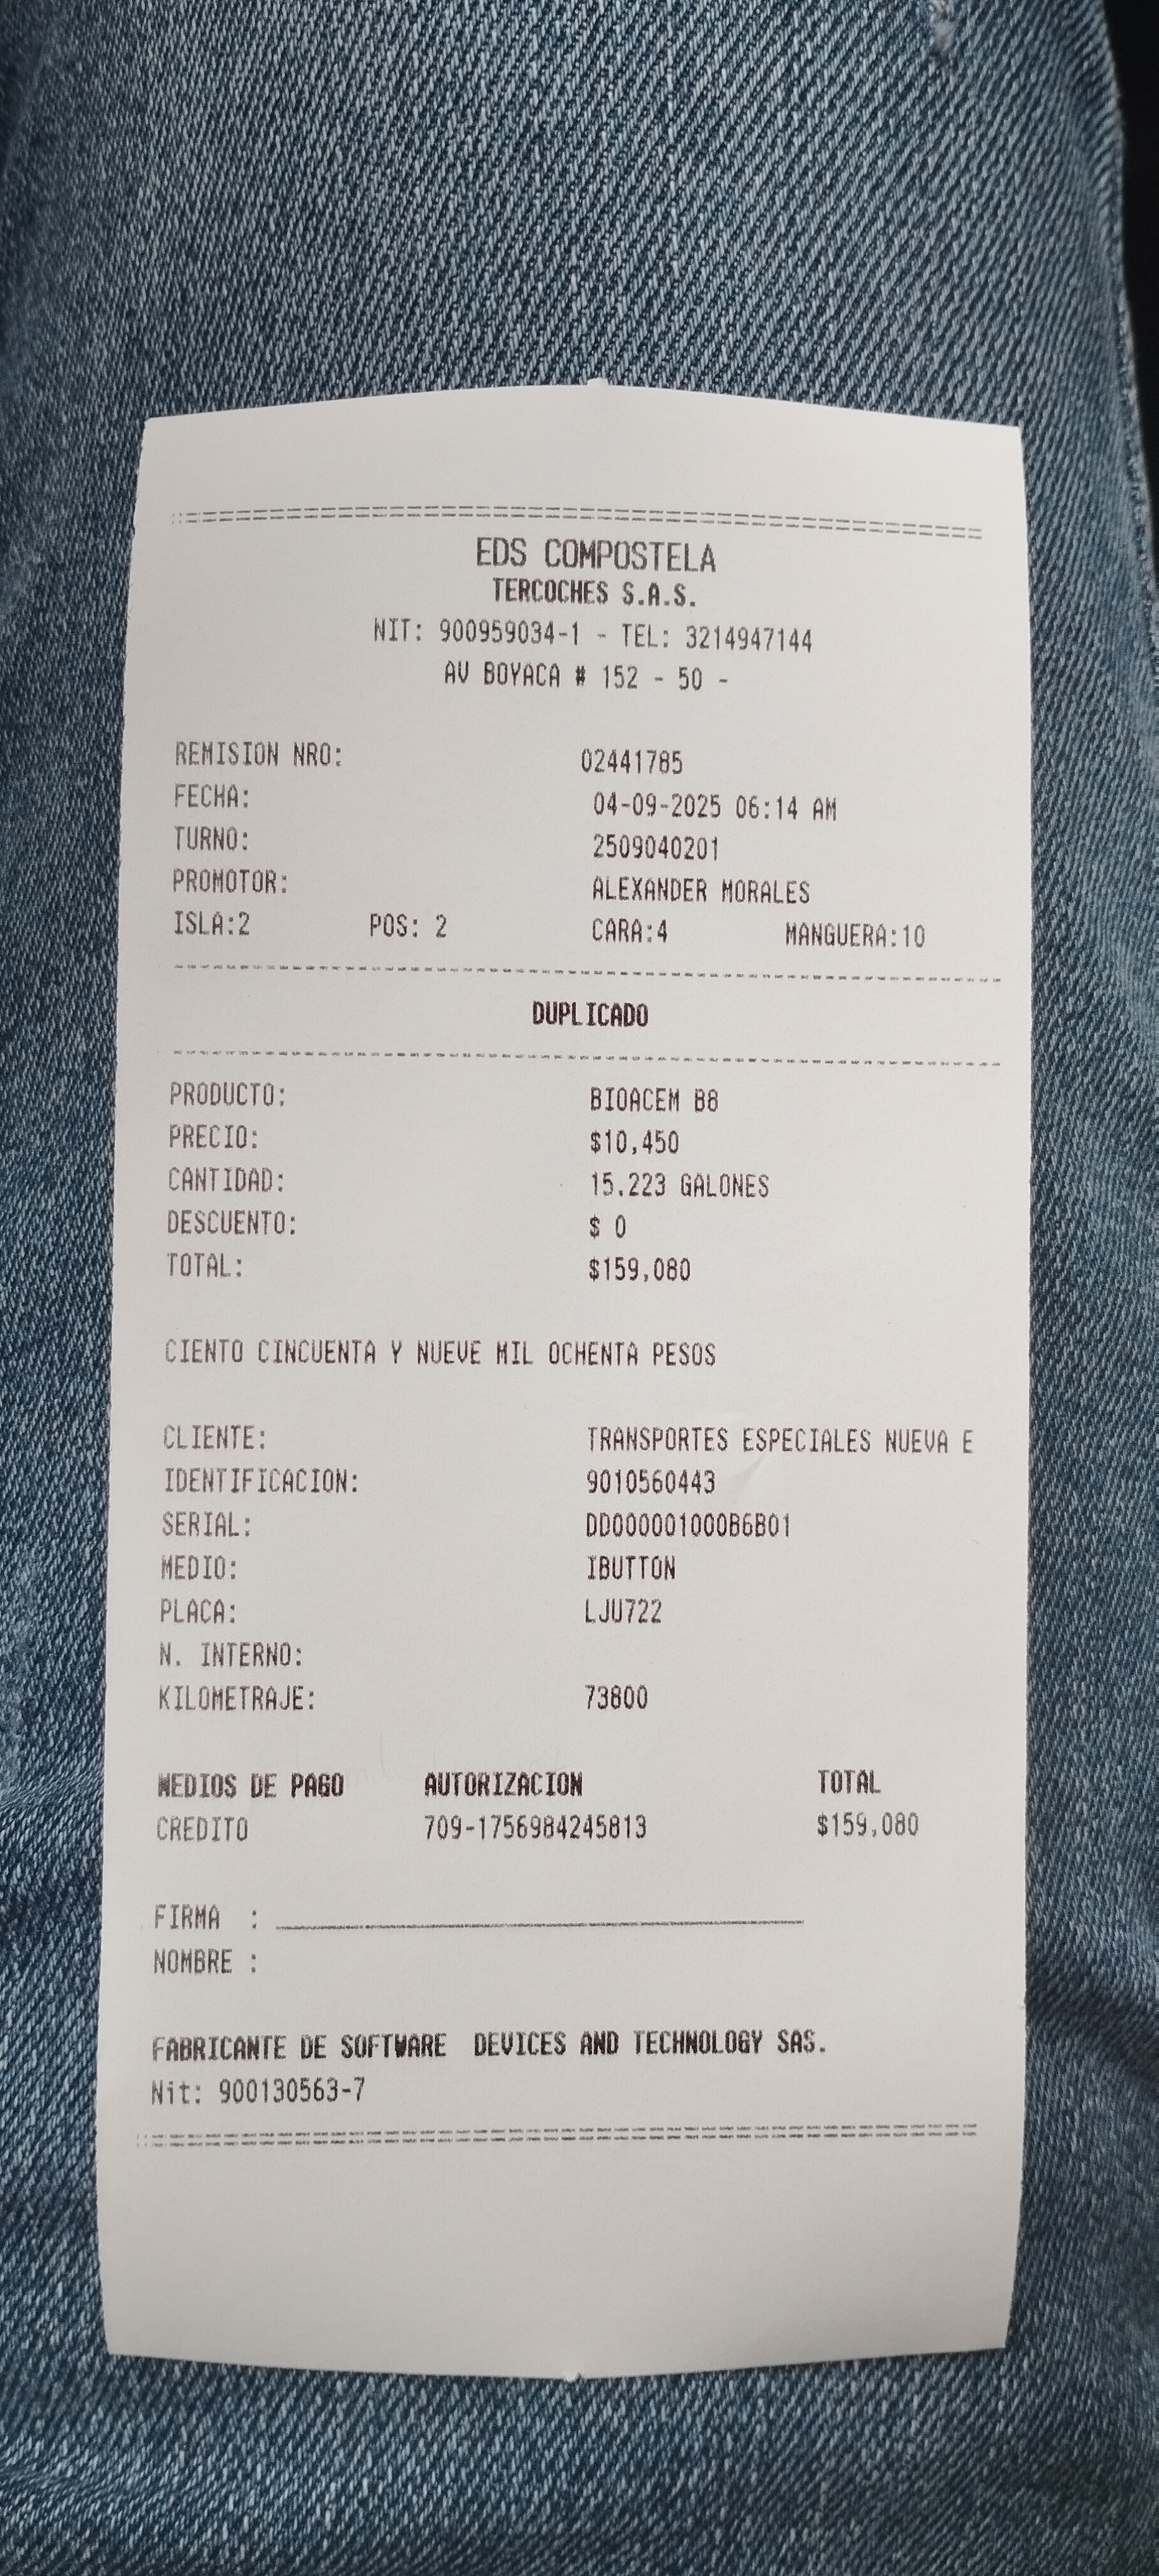 EDS COMPOSTELA
TERCOCHES S.A.S.
NIT: 900959034-1 - TEL: 3214947144
AV BOYACA # 152 - 50 -
REMISION NRO: 02441785
FECHA: 04-09-2025 06:14 AM
TURNO: 2509040201
PROMOTOR: ALEXANDER MORALES
ISLA:2 POS: 2 CARA:4 MANGUERA:10
DUPLICADO
PRODUCTO: BIOACEM B8
PRECIO: $10,450
CANTIDAD: 15.223 GALONES
DESCUENTO: $ 0
TOTAL: $159,080
CIENTO CINCUENTA Y NUEVE MIL OCHENTA PESOS
CLIENTE: TRANSPORTES ESPECIALES NUEVA E
IDENTIFICACION: 9010560443
SERIAL: DD000001000B6B01
MEDIO: IBUTTON
PLACA: LJU722
N. INTERNO:
KILOMETRAJE: 73800
MEDIOS DE PAGO AUTORIZACION TOTAL
CREDITO 709-1756984245813 $159,080
FIRMA :
NOMBRE :
FABRICANTE DE SOFTWARE DEVICES AND TECHNOLOGY SAS.
Nit: 900130563-7